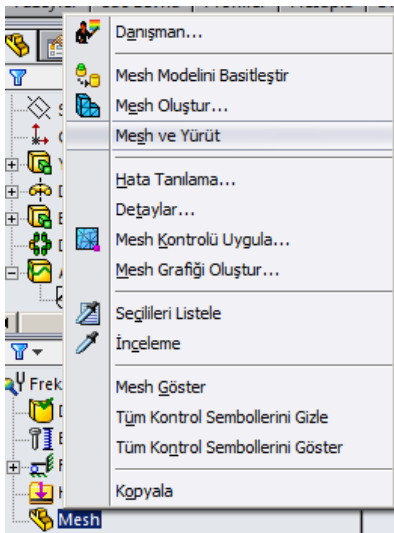 Danışman...
Mesh Modelini Basitleştir
Mesh Oluştur...
Mesh ve Yürüt
Hata Tanılama...
Detaylar...
Mesh Kontrolü Uygula...
Mesh Grafiği Oluştur...
Seçilileri Listele
İnceleme
Mesh Göster
Tüm Kontrol Sembollerini Gizle
Tüm Kontrol Sembollerini Göster
Kopyala
Frek
Mesh